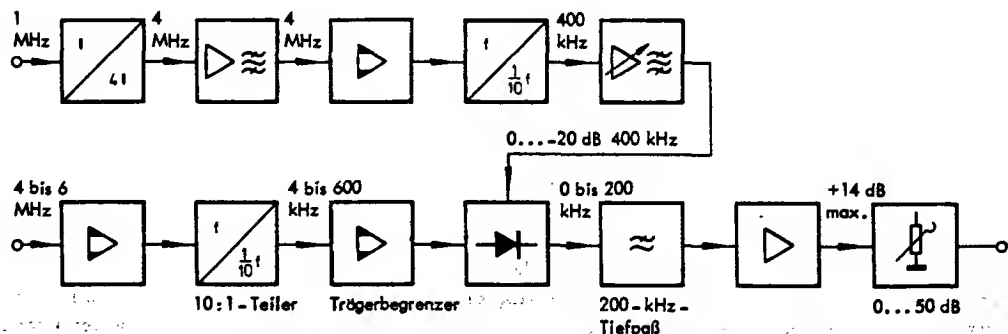 1 MHz
4 MHz
4 MHz
400 kHz
f
4f
f
1/10 f
0...-20 dB 400 kHz
4 bis 6 MHz
4 bis 600 kHz
0 bis 200 kHz
+14 dB max.
f
1/10 f
10:1-Teiler
Trägerbegrenzer
200-kHz-
Tiefpaß
0...50 dB